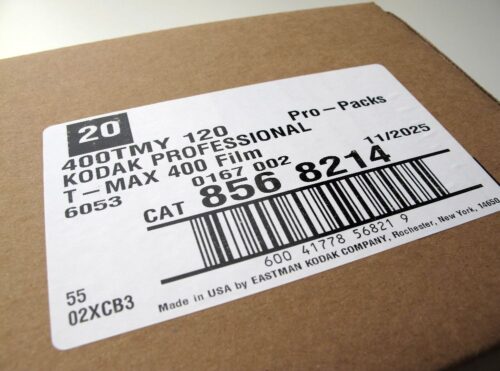 20 Pro-Packs
400TMY 120
KODAK PROFESSIONAL 11/2025
T-MAX 400 Film
6053 0167 002
CAT 856 8214
600 41778 56821 9
55 Made in USA by EASTMAN KODAK COMPANY, Rochester, New York, 14650
02XCB3